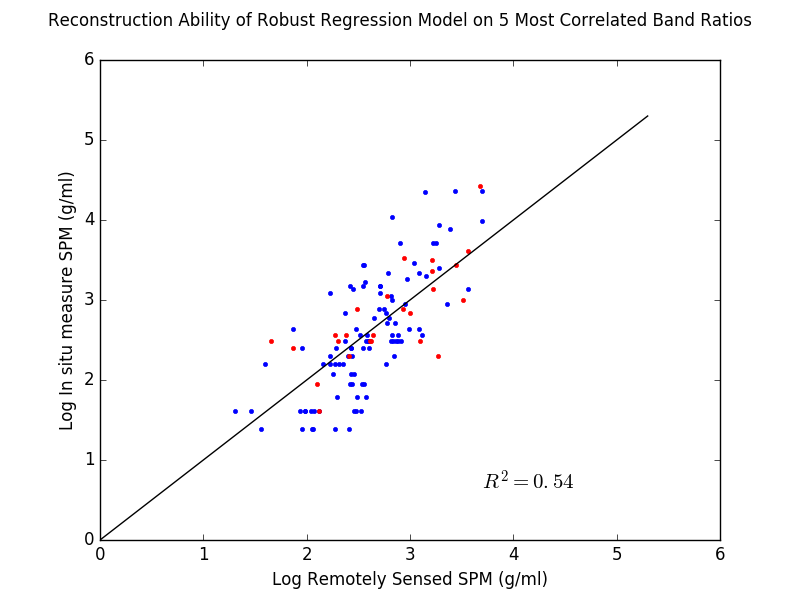 Reconstruction Ability of Robust Regression Model on 5 Most Correlated Band Ratios
6
5
4
3
2
1
0
Log In situ measure SPM (g/ml)
R² = 0.54
0 1 2 3 4 5 6
Log Remotely Sensed SPM (g/ml)